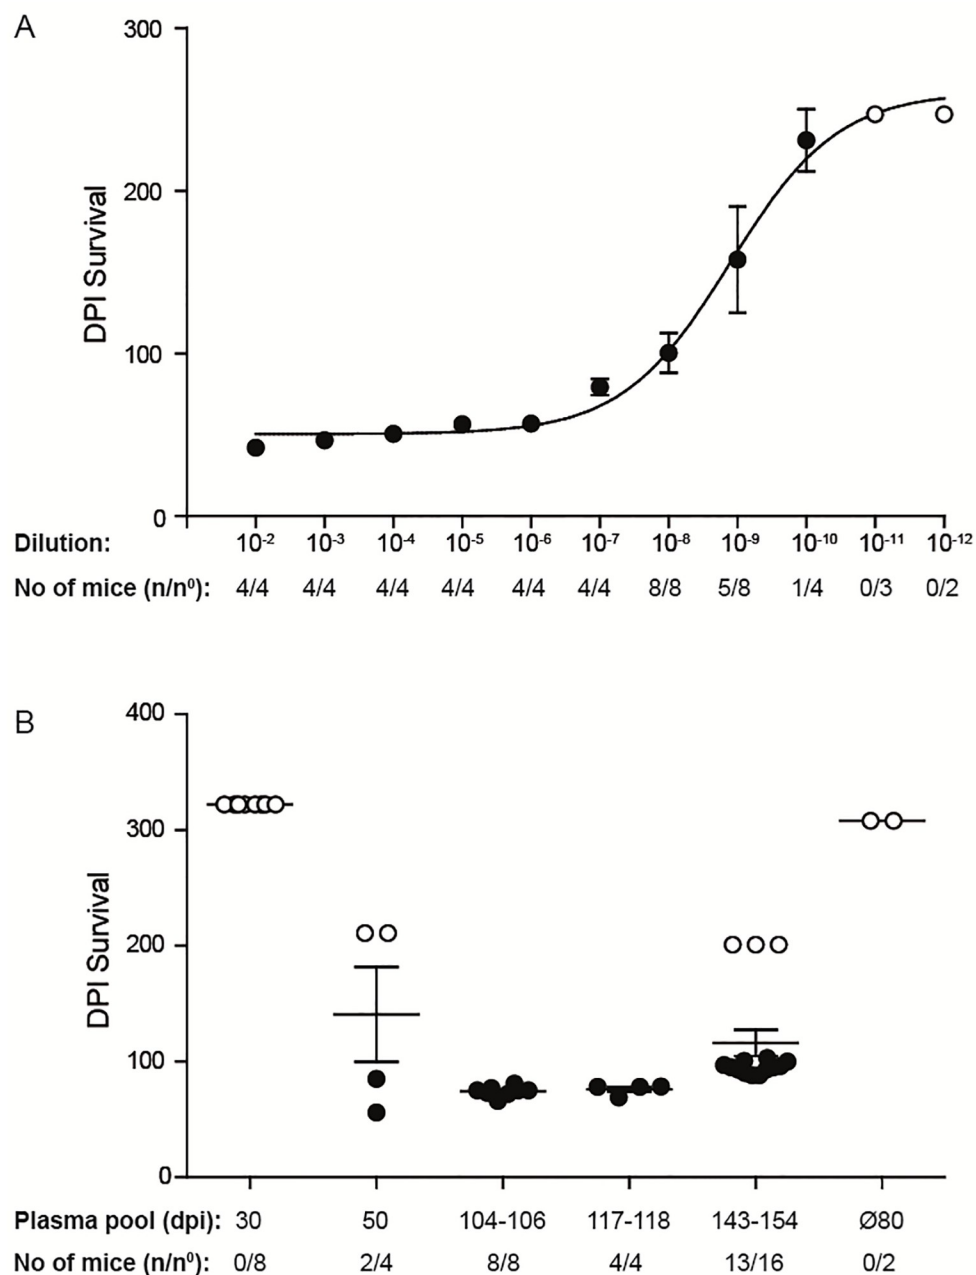 A
300
200
100
0
DPI Survival
Dilution: 10⁻² 10⁻³ 10⁻⁴ 10⁻⁵ 10⁻⁶ 10⁻⁷ 10⁻⁸ 10⁻⁹ 10⁻¹⁰ 10⁻¹¹ 10⁻¹²
No of mice (n/n⁰): 4/4 4/4 4/4 4/4 4/4 4/4 8/8 5/8 1/4 0/3 0/2
B
400
300
200
100
0
DPI Survival
Plasma pool (dpi): 30 50 104-106 117-118 143-154 Ø80
No of mice (n/n⁰): 0/8 2/4 8/8 4/4 13/16 0/2